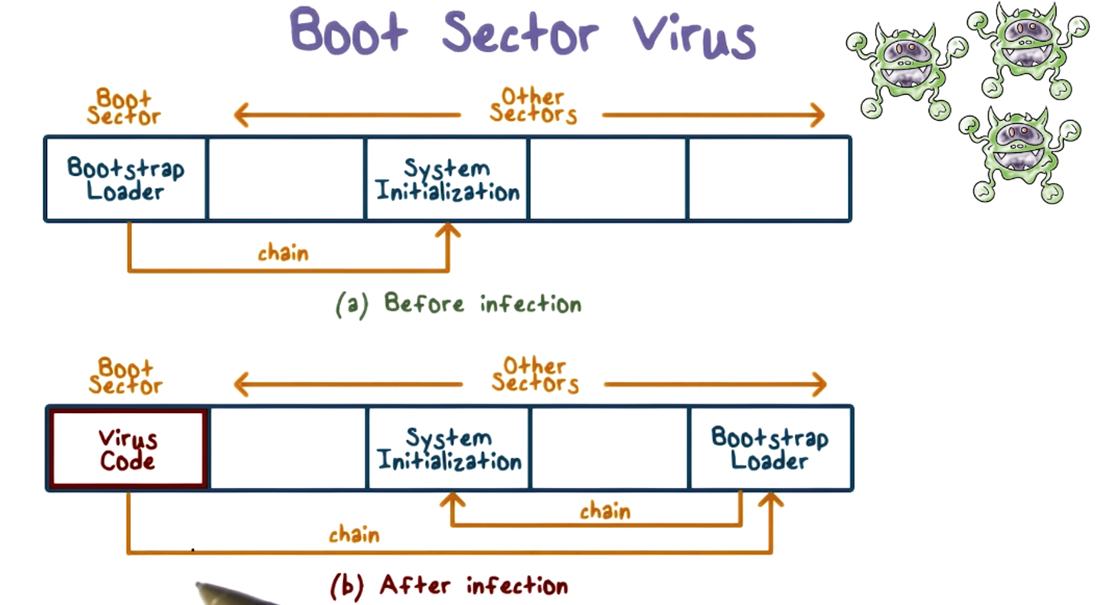 Boot Sector Virus
Boot
Sector
Other
Sectors
Bootstrap
Loader
System
Initialization
chain
(a) Before infection
Boot
Sector
Other
Sectors
Virus
Code
System
Initialization
Bootstrap
Loader
chain
chain
(b) After infection